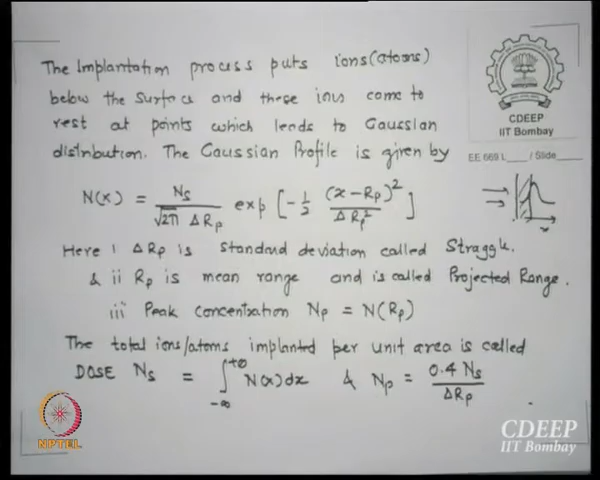 The Implantation process puts ions (atoms)
below the Surface and these ions come to
rest at points which leads to Gaussian
distribution. The Gaussian Profile is given by
N(x) = Ns / √2π ΔRp exp [ -1/2 (x-Rp)² / ΔRp² ]
Here i ΔRp is Standard deviation called Straggle.
& ii Rp is mean range and is called Projected Range.
iii Peak Concentration Np = N(Rp)
The total ions/atoms implanted per unit area is called
DOSE Ns = ∫_{-∞}^{+∞} N(x)dx & Np = 0.4 Ns / ΔRp
CDEEP
IIT Bombay
EE 669 L____/Slide____
x
NPTEL
CDEEP
IIT Bombay